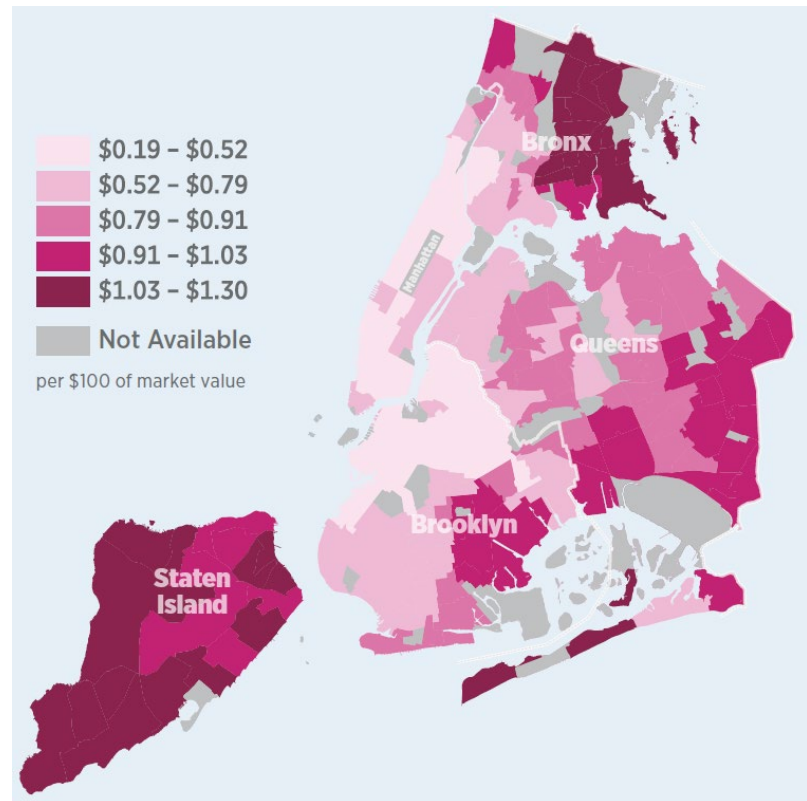 $0.19 – $0.52
$0.52 – $0.79
$0.79 – $0.91
$0.91 – $1.03
$1.03 – $1.30
Not Available
per $100 of market value
Bronx
Manhattan
Queens
Brooklyn
Staten
Island